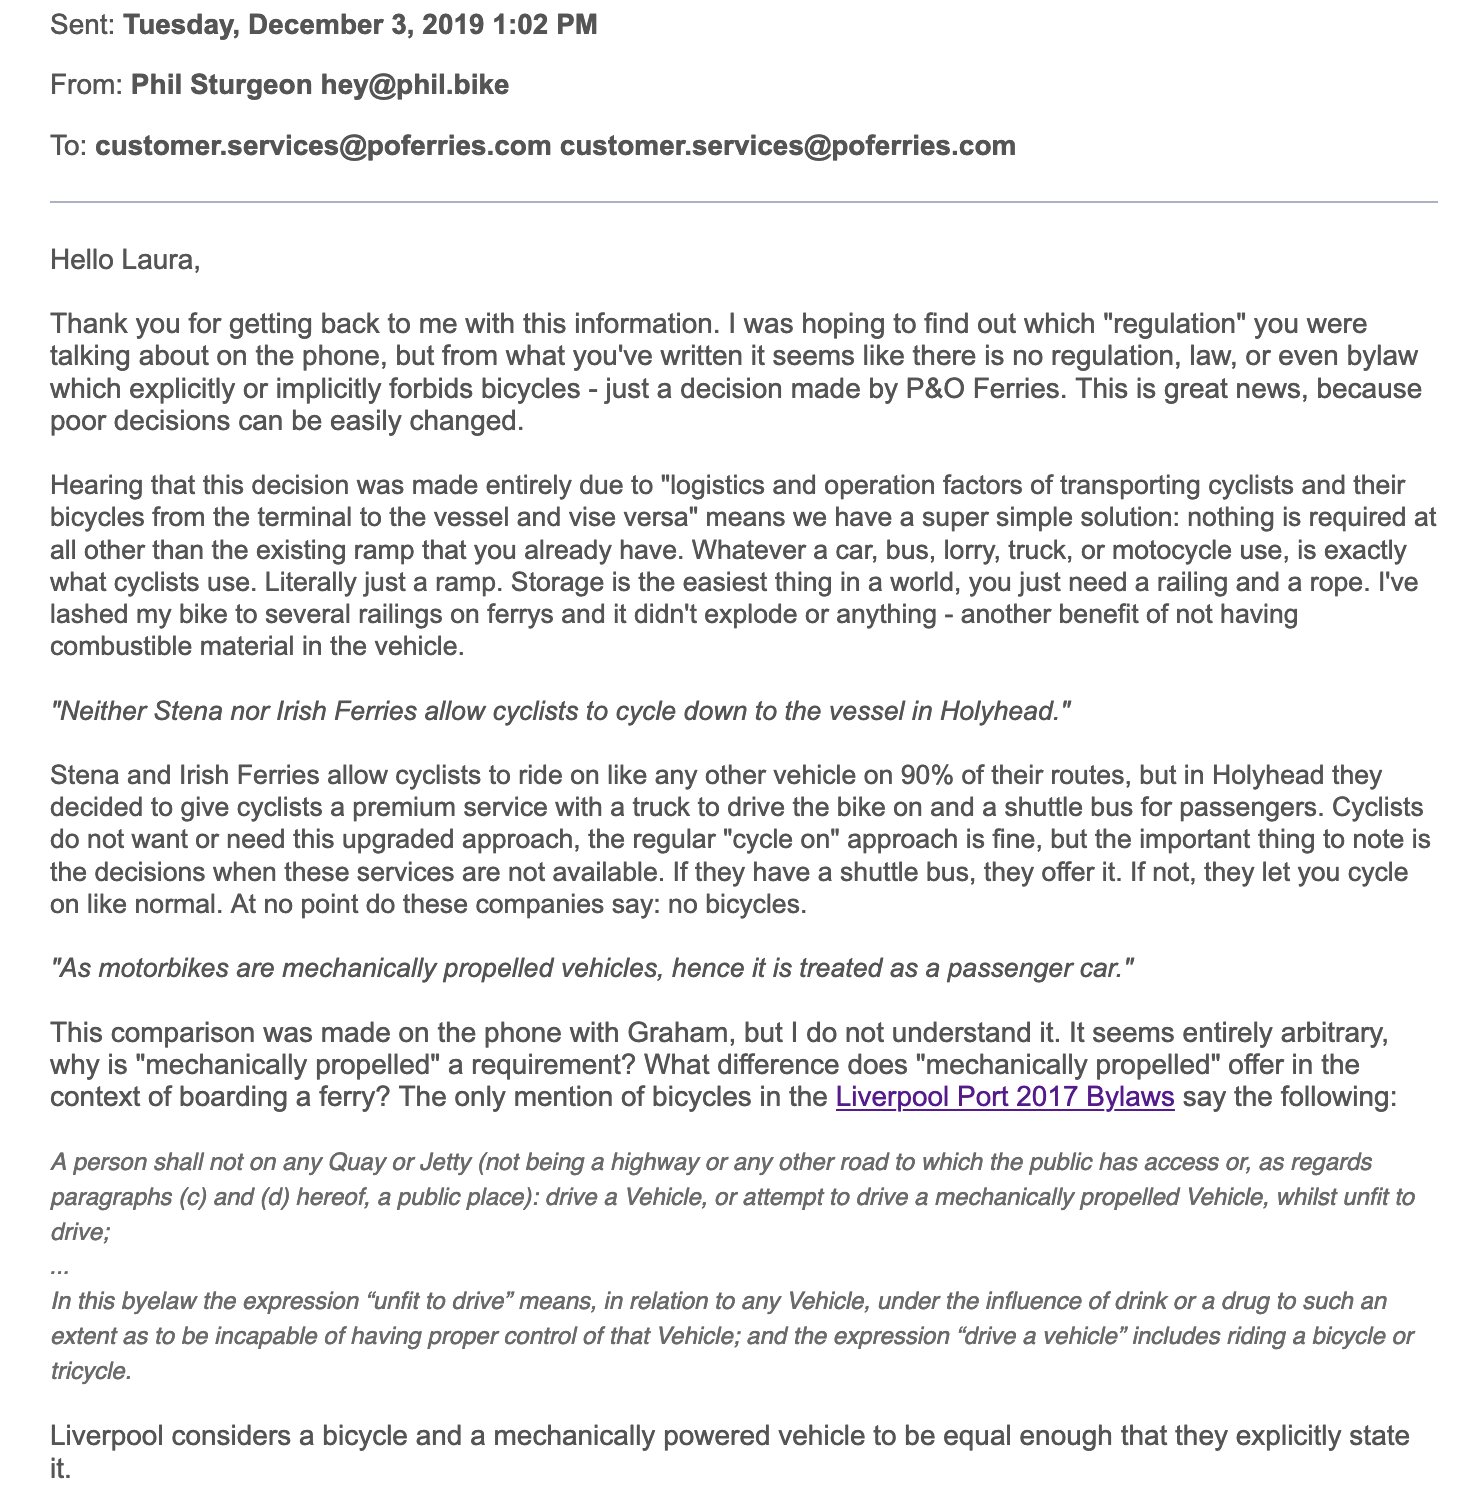 Sent: Tuesday, December 3, 2019 1:02 PM
From: Phil Sturgeon hey@phil.bike
To: customer.services@poferries.com customer.services@poferries.com
Hello Laura,
Thank you for getting back to me with this information. I was hoping to find out which "regulation" you were
talking about on the phone, but from what you've written it seems like there is no regulation, law, or even bylaw
which explicitly or implicitly forbids bicycles - just a decision made by P&O Ferries. This is great news, because
poor decisions can be easily changed.
Hearing that this decision was made entirely due to "logistics and operation factors of transporting cyclists and their
bicycles from the terminal to the vessel and vise versa" means we have a super simple solution: nothing is required at
all other than the existing ramp that you already have. Whatever a car, bus, lorry, truck, or motocycle use, is exactly
what cyclists use. Literally just a ramp. Storage is the easiest thing in a world, you just need a railing and a rope. I've
lashed my bike to several railings on ferrys and it didn't explode or anything - another benefit of not having
combustible material in the vehicle.
"Neither Stena nor Irish Ferries allow cyclists to cycle down to the vessel in Holyhead."
Stena and Irish Ferries allow cyclists to ride on like any other vehicle on 90% of their routes, but in Holyhead they
decided to give cyclists a premium service with a truck to drive the bike on and a shuttle bus for passengers. Cyclists
do not want or need this upgraded approach, the regular "cycle on" approach is fine, but the important thing to note is
the decisions when these services are not available. If they have a shuttle bus, they offer it. If not, they let you cycle
on like normal. At no point do these companies say: no bicycles.
"As motorbikes are mechanically propelled vehicles, hence it is treated as a passenger car."
This comparison was made on the phone with Graham, but I do not understand it. It seems entirely arbitrary,
why is "mechanically propelled" a requirement? What difference does "mechanically propelled" offer in the
context of boarding a ferry? The only mention of bicycles in the Liverpool Port 2017 Bylaws say the following:
A person shall not on any Quay or Jetty (not being a highway or any other road to which the public has access or, as regards
paragraphs (c) and (d) hereof, a public place): drive a Vehicle, or attempt to drive a mechanically propelled Vehicle, whilst unfit to
drive;
...
In this byelaw the expression “unfit to drive” means, in relation to any Vehicle, under the influence of drink or a drug to such an
extent as to be incapable of having proper control of that Vehicle; and the expression “drive a vehicle” includes riding a bicycle or
tricycle.
Liverpool considers a bicycle and a mechanically powered vehicle to be equal enough that they explicitly state
it.